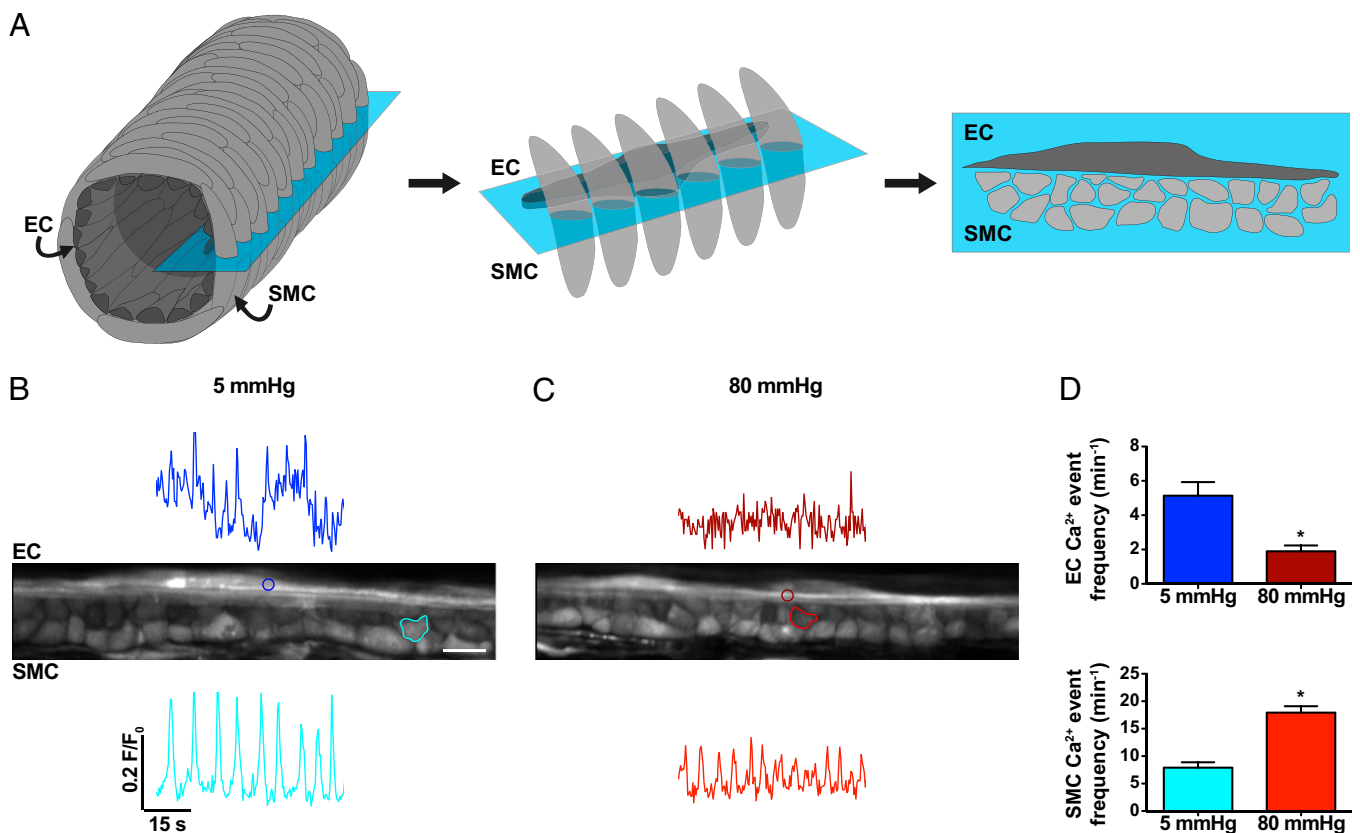 A
EC
SMC
EC
SMC
EC
SMC
B
5 mmHg
C
80 mmHg
D
EC
SMC
0.2 F/F₀
15 s
EC Ca²⁺ event
frequency (min⁻¹)
8
6
4
2
0
*
5 mmHg
80 mmHg
SMC Ca²⁺ event
frequency (min⁻¹)
25
20
15
10
5
0
*
5 mmHg
80 mmHg